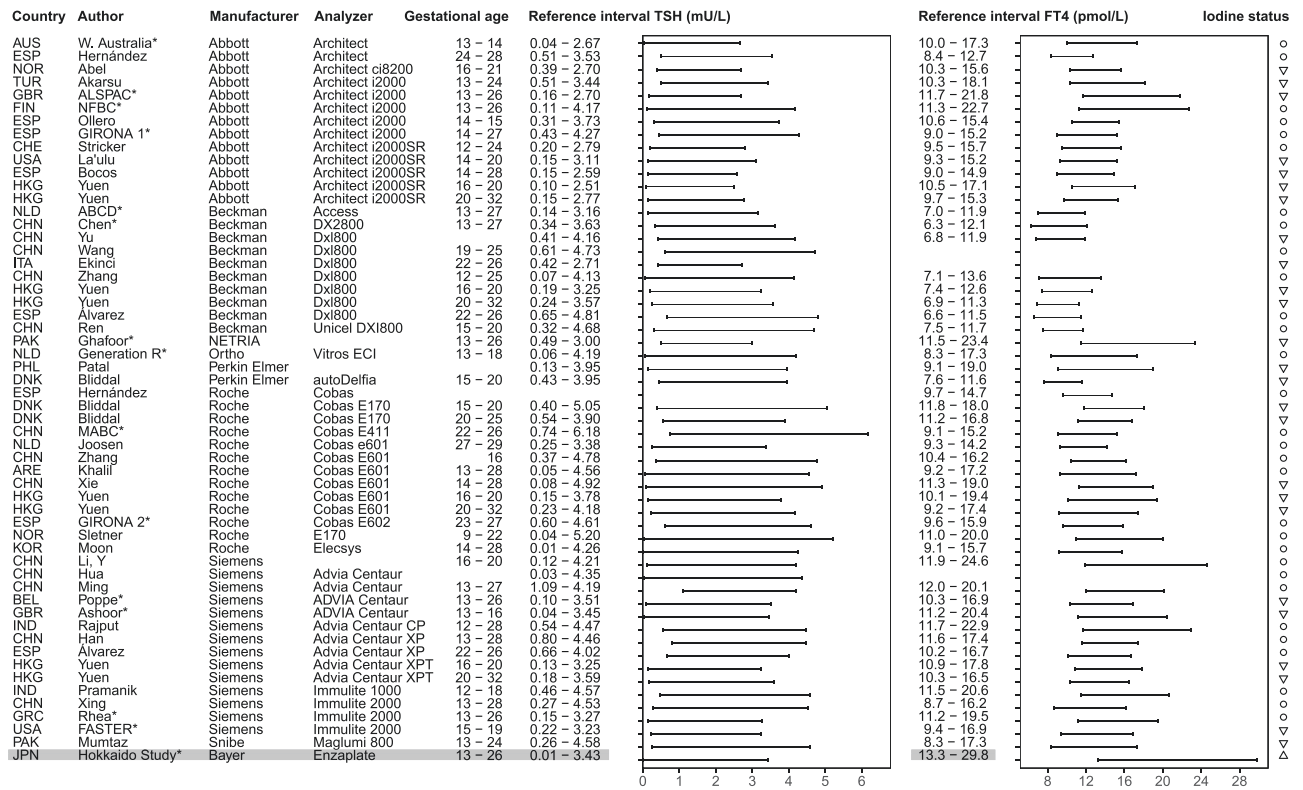 Country Author Manufacturer Analyzer Gestational age Reference interval TSH (mU/L) Reference interval FT4 (pmol/L) Iodine status
AUS W. Australia* Abbott Architect 13 − 14 0.04 − 2.67 10.0 − 17.3
ESP Hernández Abbott Architect 24 − 28 0.51 − 3.53 8.4 − 12.7
NOR Abel Abbott Architect ci8200 16 − 21 0.39 − 2.70 10.3 − 15.6
TUR Akarsu Abbott Architect i2000 13 − 24 0.51 − 3.44 10.3 − 18.1
GBR ALSPAC* Abbott Architect i2000 13 − 26 0.16 − 2.70 11.7 − 21.8
FIN NFBC* Abbott Architect i2000 13 − 26 0.11 − 4.17 11.3 − 22.7
ESP Ollero Abbott Architect i2000 14 − 15 0.31 − 3.73 10.6 − 15.4
ESP GIRONA 1* Abbott Architect i2000 14 − 27 0.43 − 4.27 9.0 − 15.2
CHE Stricker Abbott Architect i2000SR 12 − 24 0.20 − 2.79 9.5 − 15.7
USA La'ulu Abbott Architect i2000SR 14 − 20 0.15 − 3.11 9.3 − 15.2
ESP Bocos Abbott Architect i2000SR 14 − 28 0.15 − 2.59 9.0 − 14.9
HKG Yuen Abbott Architect i2000SR 16 − 20 0.10 − 2.51 10.5 − 17.1
HKG Yuen Abbott Architect i2000SR 20 − 32 0.15 − 2.77 9.7 − 15.3
NLD ABCD* Beckman Access 13 − 27 0.14 − 3.16 7.0 − 11.9
CHN Chen* Beckman DX2800 13 − 27 0.34 − 3.63 6.3 − 12.1
CHN Yu Beckman Dxl800 0.41 − 4.16 6.8 − 11.9
CHN Wang Beckman Dxl800 19 − 25 0.61 − 4.73
ITA Ekinci Beckman Dxl800 22 − 26 0.42 − 2.71
CHN Zhang Beckman Dxl800 12 − 25 0.07 − 4.13 7.1 − 13.6
HKG Yuen Beckman Dxl800 16 − 20 0.19 − 3.25 7.4 − 12.6
HKG Yuen Beckman Dxl800 20 − 32 0.24 − 3.57 6.9 − 11.3
ESP Álvarez Beckman Dxl800 22 − 26 0.65 − 4.81 6.6 − 11.5
CHN Ren Beckman Unicel DXI800 15 − 20 0.32 − 4.68 7.5 − 11.7
PAK Ghafoor* NETRIA 13 − 26 0.49 − 3.00 11.5 − 23.4
NLD Generation R* Ortho Vitros ECI 13 − 18 0.06 − 4.19 8.3 − 17.3
PHL Patal Perkin Elmer 0.13 − 3.95 9.1 − 19.0
DNK Bliddal Perkin Elmer autoDelfia 15 − 20 0.43 − 3.95 7.6 − 11.6
ESP Hernández Roche Cobas 9.7 − 14.7
DNK Bliddal Roche Cobas E170 15 − 20 0.40 − 5.05 11.8 − 18.0
DNK Bliddal Roche Cobas E170 20 − 25 0.54 − 3.90 11.2 − 16.8
CHN MABC* Roche Cobas E411 22 − 26 0.74 − 6.18 9.1 − 15.2
NLD Joosen Roche Cobas e601 27 − 29 0.25 − 3.38 9.3 − 14.2
CHN Zhang Roche Cobas E601 16 0.37 − 4.78 10.4 − 16.2
ARE Khalil Roche Cobas E601 13 − 28 0.05 − 4.56 9.2 − 17.2
CHN Xie Roche Cobas E601 14 − 28 0.08 − 4.92 11.3 − 19.0
HKG Yuen Roche Cobas E601 16 − 20 0.15 − 3.78 10.1 − 19.4
HKG Yuen Roche Cobas E601 20 − 32 0.23 − 4.18 9.2 − 17.4
ESP GIRONA 2* Roche Cobas E602 23 − 27 0.60 − 4.61 9.6 − 15.9
NOR Sletner Roche E170 9 − 22 0.04 − 5.20 11.0 − 20.0
KOR Moon Roche Elecsys 14 − 28 0.01 − 4.26 9.1 − 15.7
CHN Li, Y Siemens 16 − 20 0.12 − 4.21 11.9 − 24.6
CHN Hua Siemens Advia Centaur 0.03 − 4.35
CHN Ming Siemens Advia Centaur 13 − 27 1.09 − 4.19 12.0 − 20.1
BEL Poppe* Siemens ADVIA Centaur 13 − 26 0.10 − 3.51 10.3 − 16.9
GBR Ashoor* Siemens ADVIA Centaur 13 − 16 0.04 − 3.45 11.2 − 20.4
IND Rajput Siemens Advia Centaur CP 12 − 28 0.54 − 4.47 11.7 − 22.9
CHN Han Siemens Advia Centaur XP 13 − 28 0.80 − 4.46 11.6 − 17.4
ESP Álvarez Siemens Advia Centaur XP 22 − 26 0.66 − 4.02 10.2 − 16.7
HKG Yuen Siemens Advia Centaur XPT 16 − 20 0.13 − 3.25 10.9 − 17.8
HKG Yuen Siemens Advia Centaur XPT 20 − 32 0.18 − 3.59 10.3 − 16.5
IND Pramanik Siemens Immulite 1000 12 − 18 0.46 − 4.57 11.5 − 20.6
CHN Xing Siemens Immulite 2000 13 − 28 0.27 − 4.53 8.7 − 16.2
GRC Rhea* Siemens Immulite 2000 13 − 26 0.15 − 3.27 11.2 − 19.5
USA FASTER* Siemens Immulite 2000 15 − 19 0.22 − 3.23 9.4 − 16.9
PAK Mumtaz Snibe Maglumi 800 13 − 24 0.26 − 4.58 8.3 − 17.3
JPN Hokkaido Study* Bayer Enzaplate 13 − 26 0.01 − 3.43 13.3 − 29.8
0 1 2 3 4 5 6 8 12 16 20 24 28